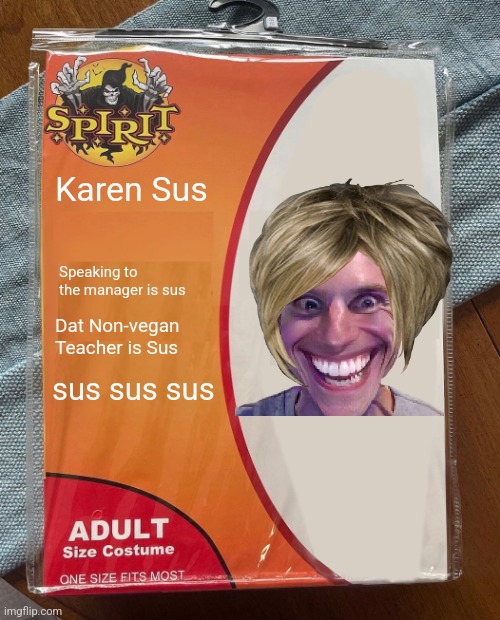 SPIRIT
Karen Sus
Speaking to
the manager is sus
Dat Non-vegan
Teacher is Sus
sus sus sus
ADULT
Size Costume
ONE SIZE FITS MOST
imgflip.com